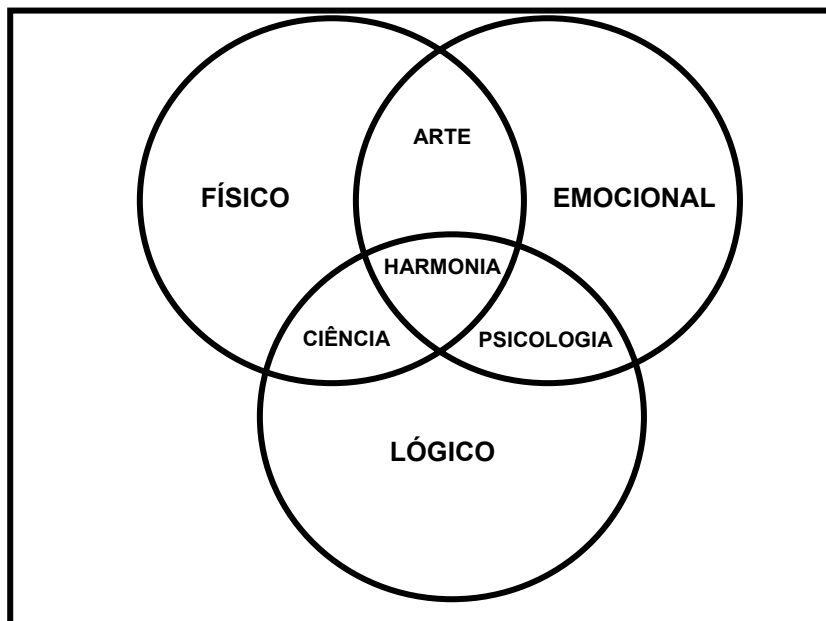 ARTE
FÍSICO
EMOCIONAL
HARMONIA
CIÊNCIA
PSICOLOGIA
LÓGICO